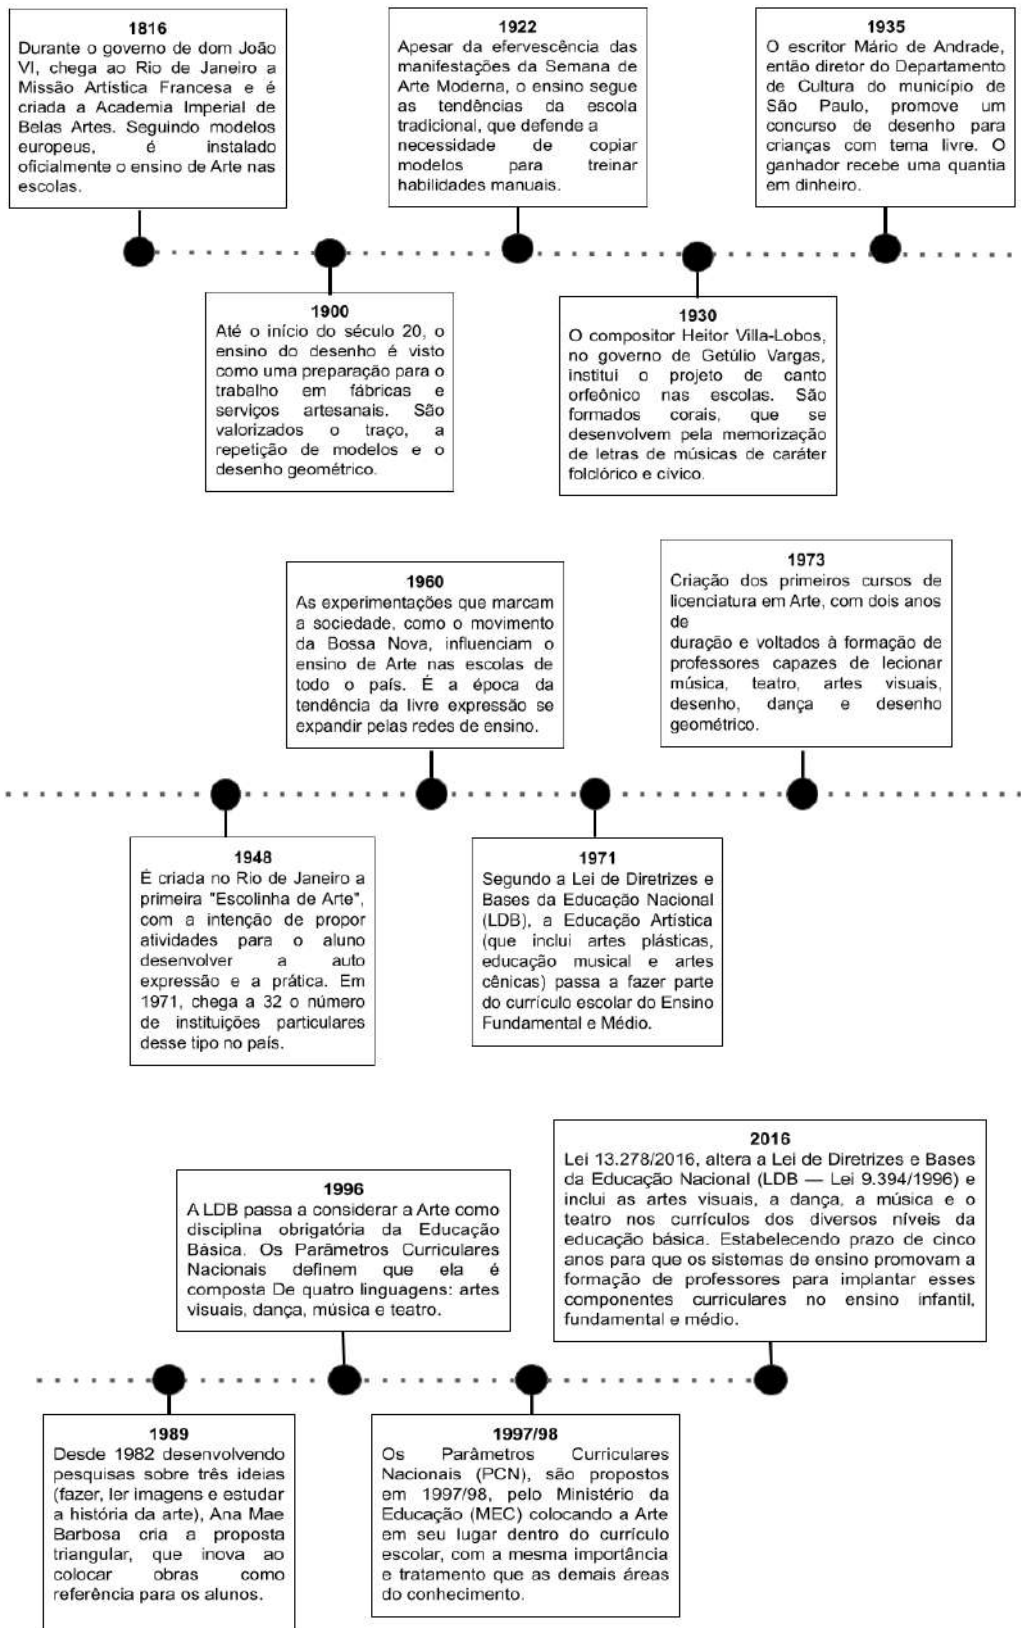 1816
Durante o governo de dom João
VI, chega ao Rio de Janeiro a
Missão Artística Francesa e é
criada a Academia Imperial de
Belas Artes. Seguindo modelos
europeus, é instalado
oficialmente o ensino de Arte nas
escolas.
1900
Até o início do século 20, o
ensino do desenho é visto
como uma preparação para o
trabalho em fábricas e
serviços artesanais. São
valorizados o traço, a
repetição de modelos e o
desenho geométrico.
1922
Apesar da efervescência das
manifestações da Semana de
Arte Moderna, o ensino segue
as tendências da escola
tradicional, que defende a
necessidade de copiar
modelos para treinar
habilidades manuais.
1930
O compositor Heitor Villa-Lobos,
no governo de Getúlio Vargas,
institui o projeto de canto
orfeônico nas escolas. São
formados corais, que se
desenvolvem pela memorização
de letras de músicas de caráter
folclórico e cívico.
1935
O escritor Mário de Andrade,
então diretor do Departamento
de Cultura do município de
São Paulo, promove um
concurso de desenho para
crianças com tema livre. O
ganhador recebe uma quantia
em dinheiro.
1948
É criada no Rio de Janeiro a
primeira "Escolinha de Arte",
com a intenção de propor
atividades para o aluno
desenvolver a auto
expressão e a prática. Em
1971, chega a 32 o número
de instituições particulares
desse tipo no país.
1960
As experimentações que marcam
a sociedade, como o movimento
da Bossa Nova, influenciam o
ensino de Arte nas escolas de
todo o país. É a época da
tendência da livre expressão se
expandir pelas redes de ensino.
1971
Segundo a Lei de Diretrizes e
Bases da Educação Nacional
(LDB), a Educação Artística
(que inclui artes plásticas,
educação musical e artes
cênicas) passa a fazer parte
do currículo escolar do Ensino
Fundamental e Médio.
1973
Criação dos primeiros cursos de
licenciatura em Arte, com dois anos
de
duração e voltados à formação de
professores capazes de lecionar
música, teatro, artes visuais,
desenho, dança e desenho
geométrico.
1989
Desde 1982 desenvolvendo
pesquisas sobre três ideias
(fazer, ler imagens e estudar
a história da arte), Ana Mae
Barbosa cria a proposta
triangular, que inova ao
colocar obras como
referência para os alunos.
1996
A LDB passa a considerar a Arte como
disciplina obrigatória da Educação
Básica. Os Parâmetros Curriculares
Nacionais definem que ela é
composta De quatro linguagens: artes
visuais, dança, música e teatro.
1997/98
Os Parâmetros Curriculares
Nacionais (PCN), são propostos
em 1997/98, pelo Ministério da
Educação (MEC) colocando a Arte
em seu lugar dentro do currículo
escolar, com a mesma importância
e tratamento que as demais áreas
do conhecimento.
2016
Lei 13.278/2016, altera a Lei de Diretrizes e Bases
da Educação Nacional (LDB — Lei 9.394/1996) e
inclui as artes visuais, a dança, a música e o
teatro nos currículos dos diversos níveis da
educação básica. Estabelecendo prazo de cinco
anos para que os sistemas de ensino promovam a
formação de professores para implantar esses
componentes curriculares no ensino infantil,
fundamental e médio.